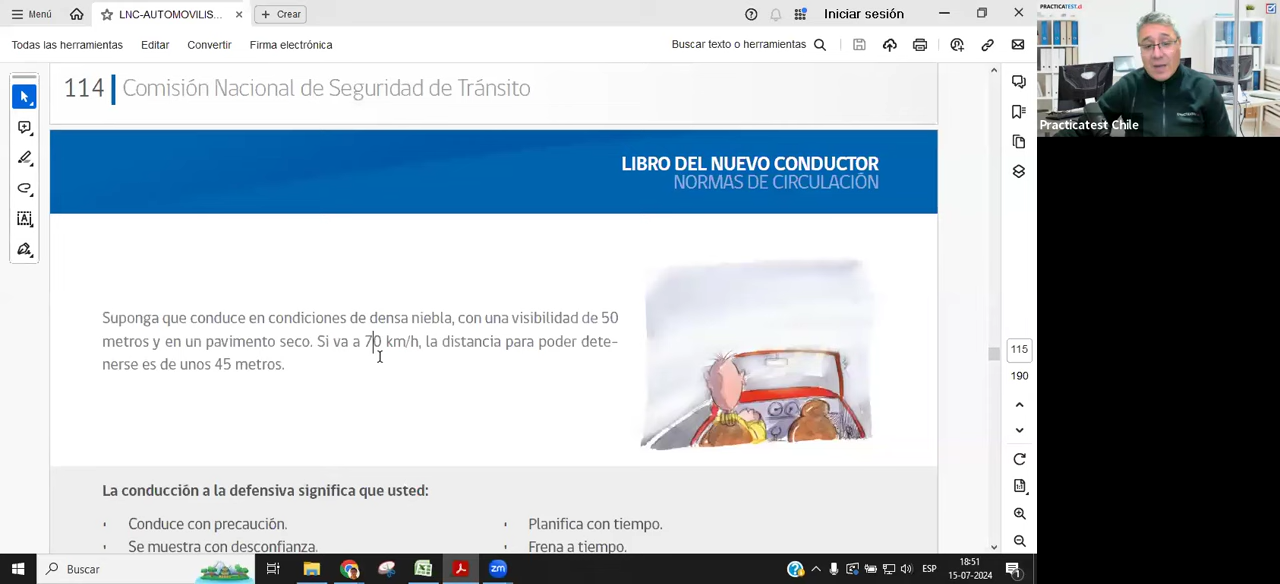 Menú
LNC-AUTOMOVILIS...
Crear
Iniciar sesión
PRACTICATEST.cl
Todas las herramientas
Editar
Convertir
Firma electrónica
Buscar texto o herramientas
Practicatest Chile
114 Comisión Nacional de Seguridad de Tránsito
LIBRO DEL NUEVO CONDUCTOR
NORMAS DE CIRCULACIÓN
Suponga que conduce en condiciones de densa niebla, con una visibilidad de 50
metros y en un pavimento seco. Si va a 70 km/h, la distancia para poder dete-
nerse es de unos 45 metros.
115
190
La conducción a la defensiva significa que usted:
· Conduce con precaución.
· Planifica con tiempo.
· Se muestra con desconfianza.
· Frena a tiempo.
Buscar
ESP
18:51
15-07-2024